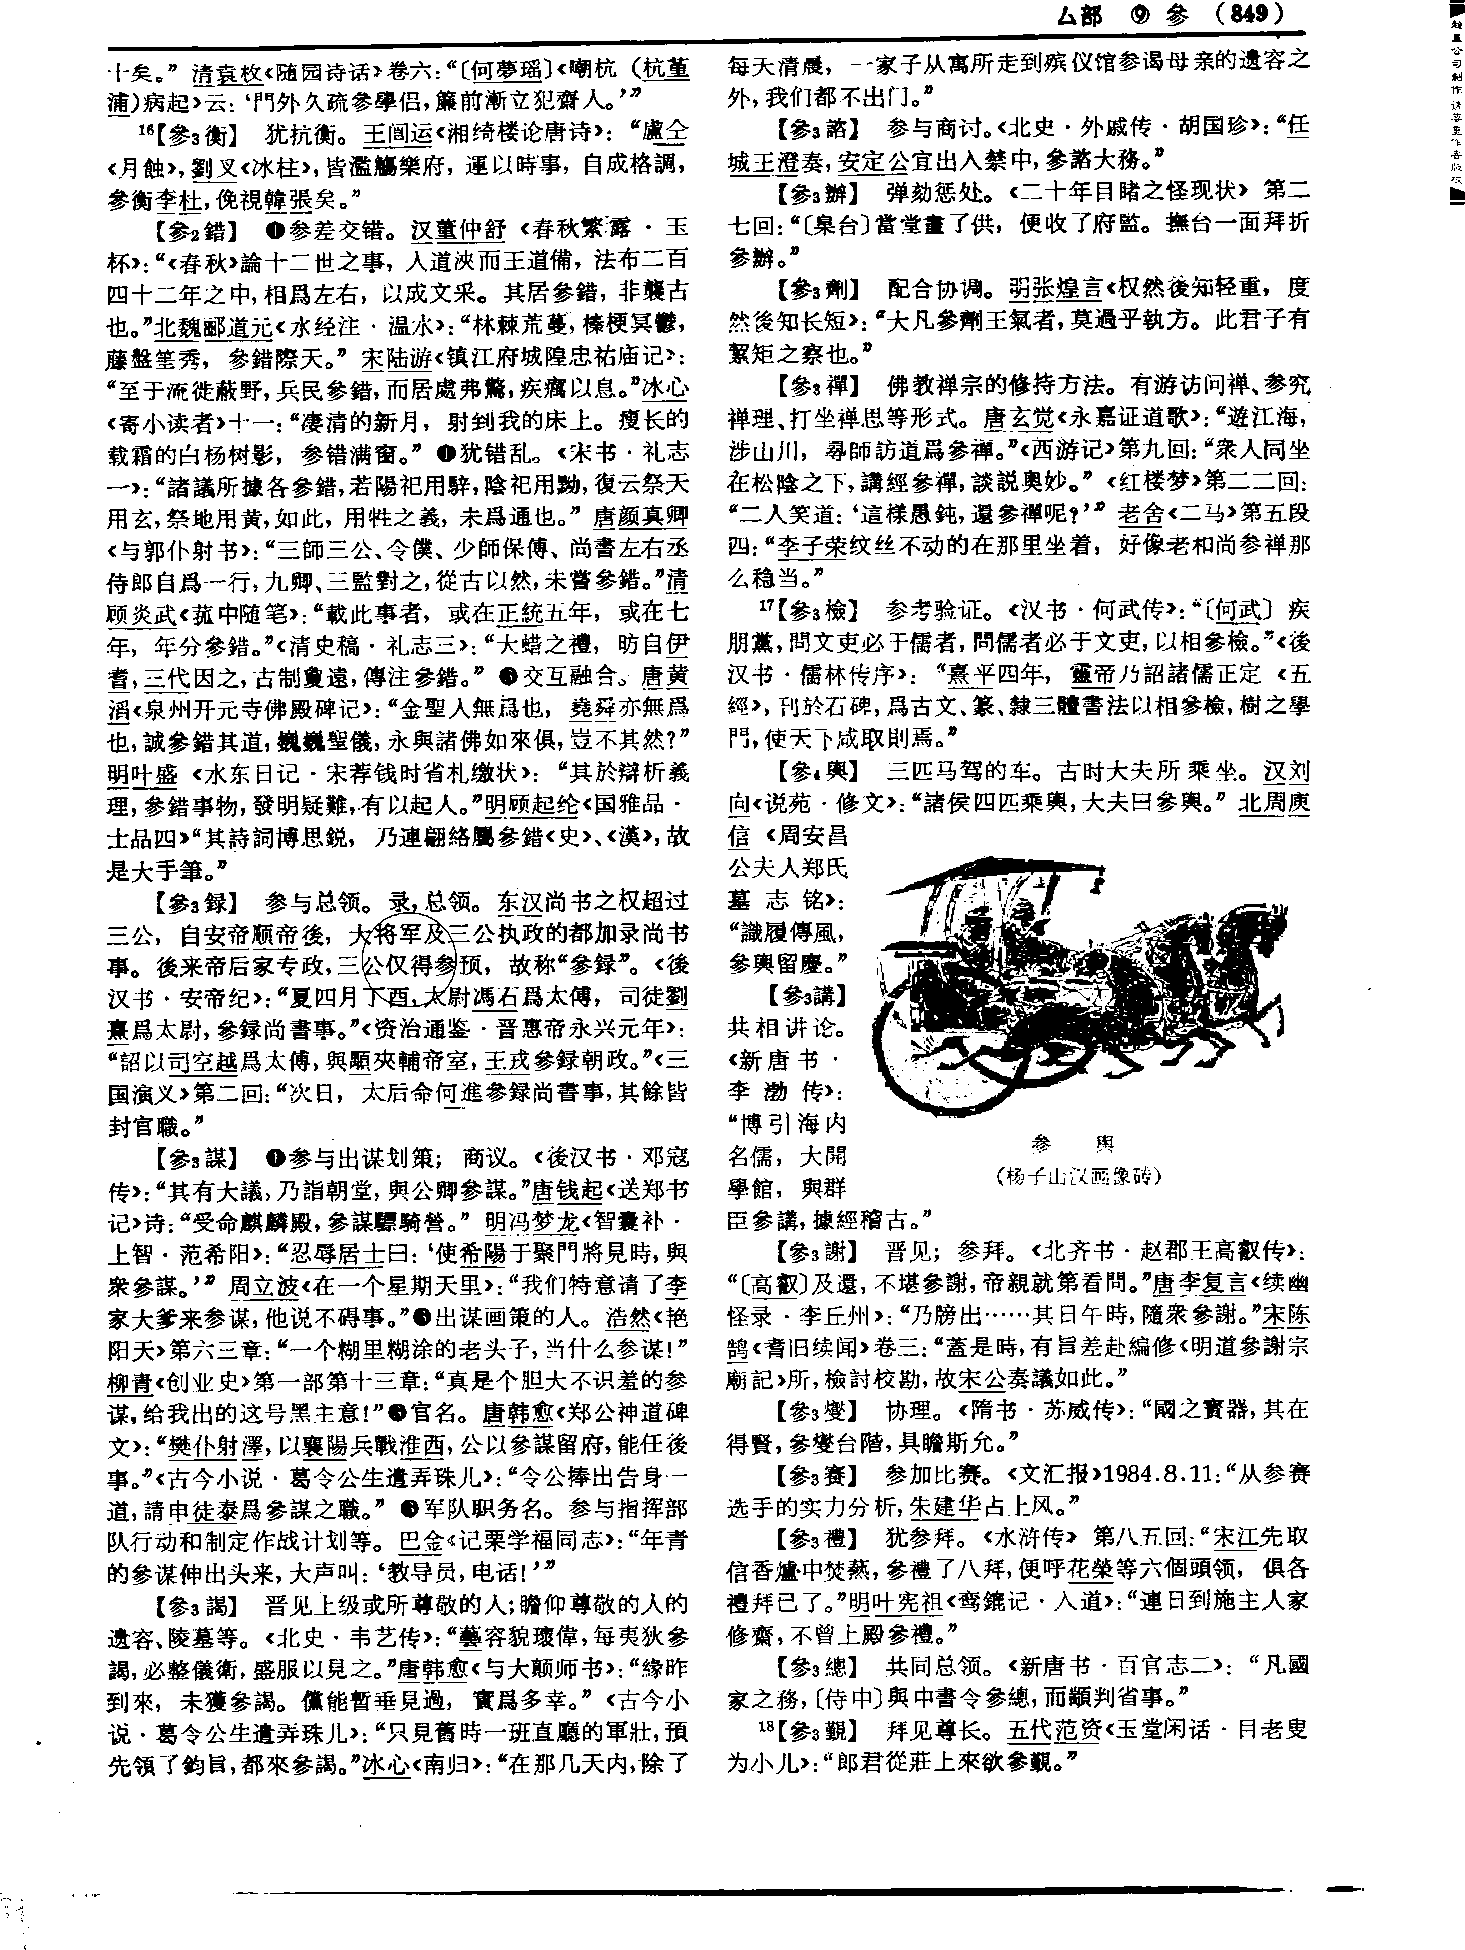 厶部 ⑨ 參 (849)
十矣。”清袁枚《随园诗话》卷六:“〔何夢瑶〕《嘲杭(杭堇
浦)病起》云:‘門外久疏參學侣,簾前漸立犯齋人。’”
16【參3衡】 犹抗衡。王闿运《湘绮楼论唐诗》:“盧仝
《月蝕》,劉叉《冰柱》,皆濫觴樂府,運以時事,自成格調,
參衡李杜,俛視韓張矣。”
【參2錯】 ❶参差交错。汉董仲舒《春秋繁露·玉
杯》:“《春秋》論十二世之事,人道浹而王道備,法布二百
四十二年之中,相爲左右,以成文采。其居參錯,非襲古
也。”北魏郦道元《水经注·温水》:“林棘荒蔓,榛梗冥鬱,
藤盤筀秀,參錯際天。”宋陆游《镇江府城隍忠祐庙记》:
“至于流徙蔽野,兵民參錯,而居處弗驚,疾癘以息。”冰心
《寄小读者》十一:“凄清的新月,射到我的床上。瘦长的
载霜的白杨树影,参错满窗。”❷犹错乱。《宋书·礼志
一》:“諸議所據各參錯,若陽祀用騂,陰祀用黝,復云祭天
用玄,祭地用黄,如此,用牲之義,未爲通也。”唐颜真卿
《与郭仆射书》:“三師三公、令僕、少師保傅、尚書左右丞
侍郎自爲一行,九卿、三監對之,從古以然,未嘗參錯。”清
顾炎武《菰中随笔》:“載此事者,或在正統五年,或在七
年,年分參錯。”《清史稿·礼志三》:“大蜡之禮,昉自伊
耆,三代因之,古制夐遠,傳注參錯。”❸交互融合。唐黄
滔《泉州开元寺佛殿碑记》:“金聖人無爲也,堯舜亦無爲
也,誠參錯其道,巍巍聖儀,永與諸佛如來俱,豈不其然?”
明叶盛《水东日记·宋荐钱时省札缴状》:“其於辯析義
理,參錯事物,發明疑難,有以起人。”明顾起纶《国雅品·
士品四》“其詩詞博思鋭,乃連翩絡屬參錯《史》、《漢》,故
是大手筆。”
【參3録】 参与总领。录,总领。东汉尚书之权超过
三公,自安帝顺帝後,大将军及三公执政的都加录尚书
事。後来帝后家专政,三公仅得参预,故称“參録”。《後
汉书·安帝纪》:“夏四月丁酉,太尉馮石爲太傅,司徒劉
熹爲太尉,參録尚書事。”《资治通鉴·晋惠帝永兴元年》:
“詔以司空越爲太傅,與顒夾輔帝室,王戎參録朝政。”《三
国演义》第二回:“次日,太后命何進參録尚書事,其餘皆
封官職。”
【參3謀】 ❶参与出谋划策;商议。《後汉书·邓寇
传》:“其有大議,乃詣朝堂,與公卿參謀。”唐钱起《送郑书
记》诗:“受命麒麟殿,參謀驃騎營。”明冯梦龙《智囊补·
上智·范希阳》:“忍辱居士曰:‘使希陽于聚門將見時,與
衆參謀。’”周立波《在一个星期天里》:“我们特意请了李
家大爹来参谋,他说不碍事。”❷出谋画策的人。浩然《艳
阳天》第六三章:“一个糊里糊涂的老头子,当什么参谋!”
柳青《创业史》第一部第十三章:“真是个胆大不识羞的参
谋,给我出的这号黑主意!”❸官名。唐韩愈《郑公神道碑
文》:“樊仆射澤,以襄陽兵戰淮西,公以參謀留府,能任後
事。”《古今小说·葛令公生遣弄珠儿》:“令公捧出告身一
道,請申徒泰爲參謀之職。”❹军队职务名。参与指挥部
队行动和制定作战计划等。巴金《记栗学福同志》:“年青
的参谋伸出头来,大声叫:‘教导员,电话!’”
【參3謁】 晋见上级或所尊敬的人;瞻仰尊敬的人的
遗容、陵墓等。《北史·韦艺传》:“藝容貌瓌偉,每夷狄參
謁,必整儀衛,盛服以見之。”唐韩愈《与大颠师书》:“緣昨
到來,未獲參謁。儻能暫垂見過,實爲多幸。”《古今小
说·葛令公生遣弄珠儿》:“只見舊時一班直廳的軍壯,預
先領了鈞旨,都來參謁。”冰心《南归》:“在那几天内,除了
每天清晨,一家子从寓所走到殡仪馆参谒母亲的遗容之
外,我们都不出门。”
【參3諮】 参与商讨。《北史·外戚传·胡国珍》:“任
城王澄奏,安定公宜出入禁中,參諮大務。”
【參3辦】 弹劾惩处。《二十年目睹之怪现状》第二
七回:“〔臬台〕當堂畫了供,便收了府監。撫台一面拜折
參辦。”
【參3劑】 配合协调。明张煌言《权然後知轻重,度
然後知长短》:“大凡參劑王氣者,莫過乎執方。此君子有
絜矩之察也。”
【參3禪】 佛教禅宗的修持方法。有游访问禅、参究
禅理、打坐禅思等形式。唐玄觉《永嘉证道歌》:“遊江海,
涉山川,尋師訪道爲參禪。”《西游记》第九回:“衆人同坐
在松陰之下,講經參禪,談説奥妙。”《红楼梦》第二二回:
“二人笑道:‘這樣愚鈍,還參禪呢?’”老舍《二马》第五段
四:“李子荣纹丝不动的在那里坐着,好像老和尚参禅那
么稳当。”
17【參3檢】 参考验证。《汉书·何武传》:“〔何武〕疾
朋黨,問文吏必于儒者,問儒者必于文吏,以相參檢。”《後
汉书·儒林传序》:“熹平四年,靈帝乃詔諸儒正定《五
經》,刊於石碑,爲古文、篆、隸三體書法以相參檢,樹之學
門,使天下咸取則焉。”
【參4輿】 三匹马驾的车。古时大夫所乘坐。汉刘
向《说苑·修文》:“諸侯四匹乘輿,大夫曰參輿。”北周庾
信《周安昌
公夫人郑氏
墓志铭》:
“識履傳風,
參輿留慶。”
【參3講】
共相讲论。
《新唐书·
李渤传》:
“博引海内
名儒,大開
學館,與群
臣參講,據經稽古。”
参 舆
(杨子山汉画象砖)
【參3謝】 晋见;参拜。《北齐书·赵郡王高叡传》:
“〔高叡〕及還,不堪參謝,帝親就第看問。”唐李复言《续幽
怪录·李丘州》:“乃牓出……其日午時,隨衆參謝。”宋陈
鹄《耆旧续闻》卷三:“蓋是時,有旨差赴編修《明道參謝宗
廟記》所,檢討校勘,故宋公奏議如此。”
【參3燮】 协理。《隋书·苏威传》:“國之寶器,其在
得賢,參燮台階,具瞻斯允。”
【參3賽】 参加比赛。《文汇报》1984.8.11:“从参赛
选手的实力分析,朱建华占上风。”
【參3禮】 犹参拜。《水浒传》第八五回:“宋江先取
信香爐中焚爇,參禮了八拜,便呼花榮等六個頭領,俱各
禮拜已了。”明叶宪祖《鸾鎞记·入道》:“連日到施主人家
修齋,不曾上殿參禮。”
【參3總】 共同总领。《新唐书·百官志二》:“凡國
家之務,〔侍中〕與中書令參總,而顓判省事。”
18【參3覲】 拜见尊长。五代范资《玉堂闲话·目老叟
为小儿》:“郎君從莊上來欲參覲。”